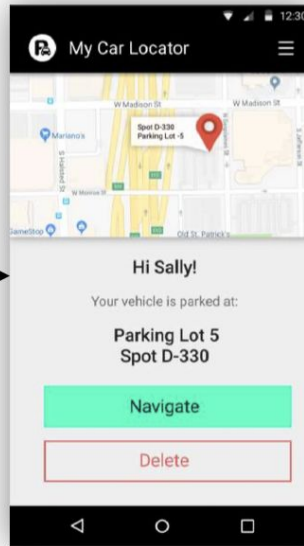 12:30
My Car Locator
W Madison St
W Madison St
Spot D-330
Parking Lot -5
Mariano's
S Halsted St
W Monroe St
GameStop
Old St. Patrick's
Hi Sally!
Your vehicle is parked at:
Parking Lot 5
Spot D-330
Navigate
Delete